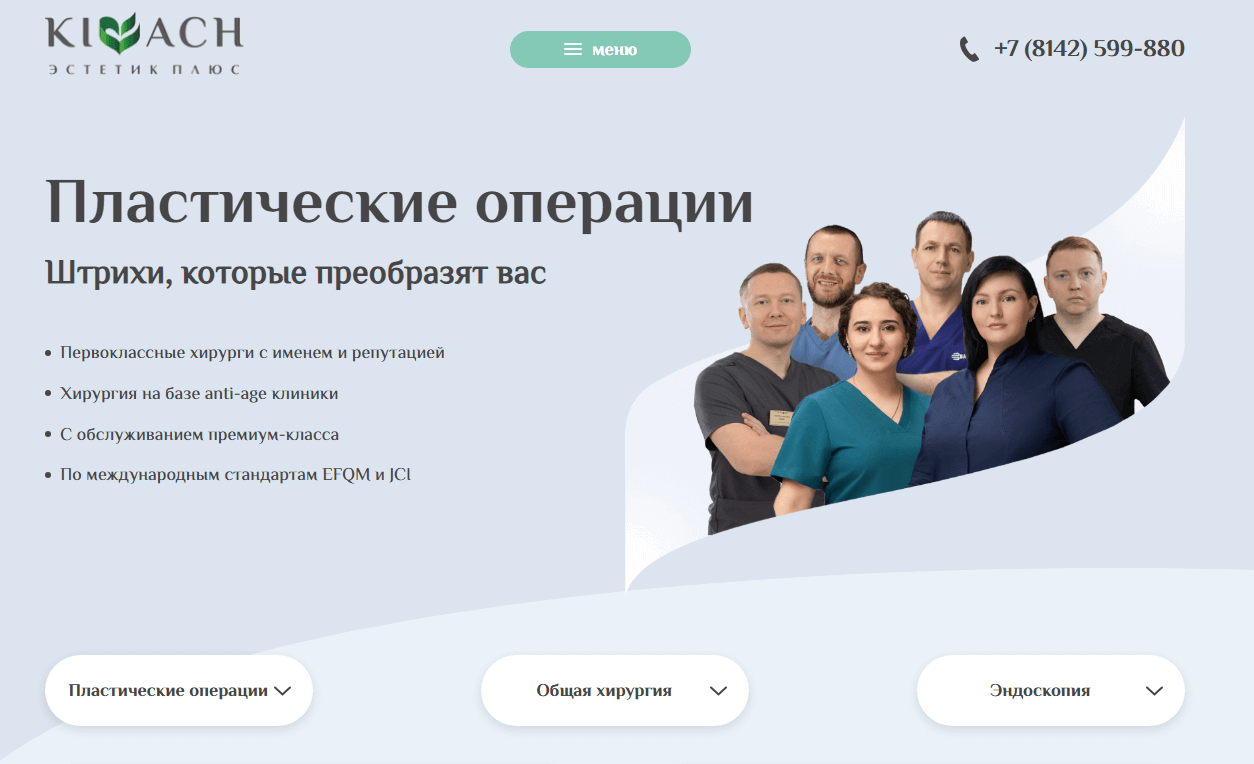 KIVACH
ЭСТЕТИК ПЛЮС
меню
+7 (8142) 599-880
Пластические операции
Штрихи, которые преобразят вас
Первоклассные хирурги с именем и репутацией
Хирургия на базе anti-age клиники
С обслуживанием премиум-класса
По международным стандартам EFQM и JCI
Пластические операции
Общая хирургия
Эндоскопия